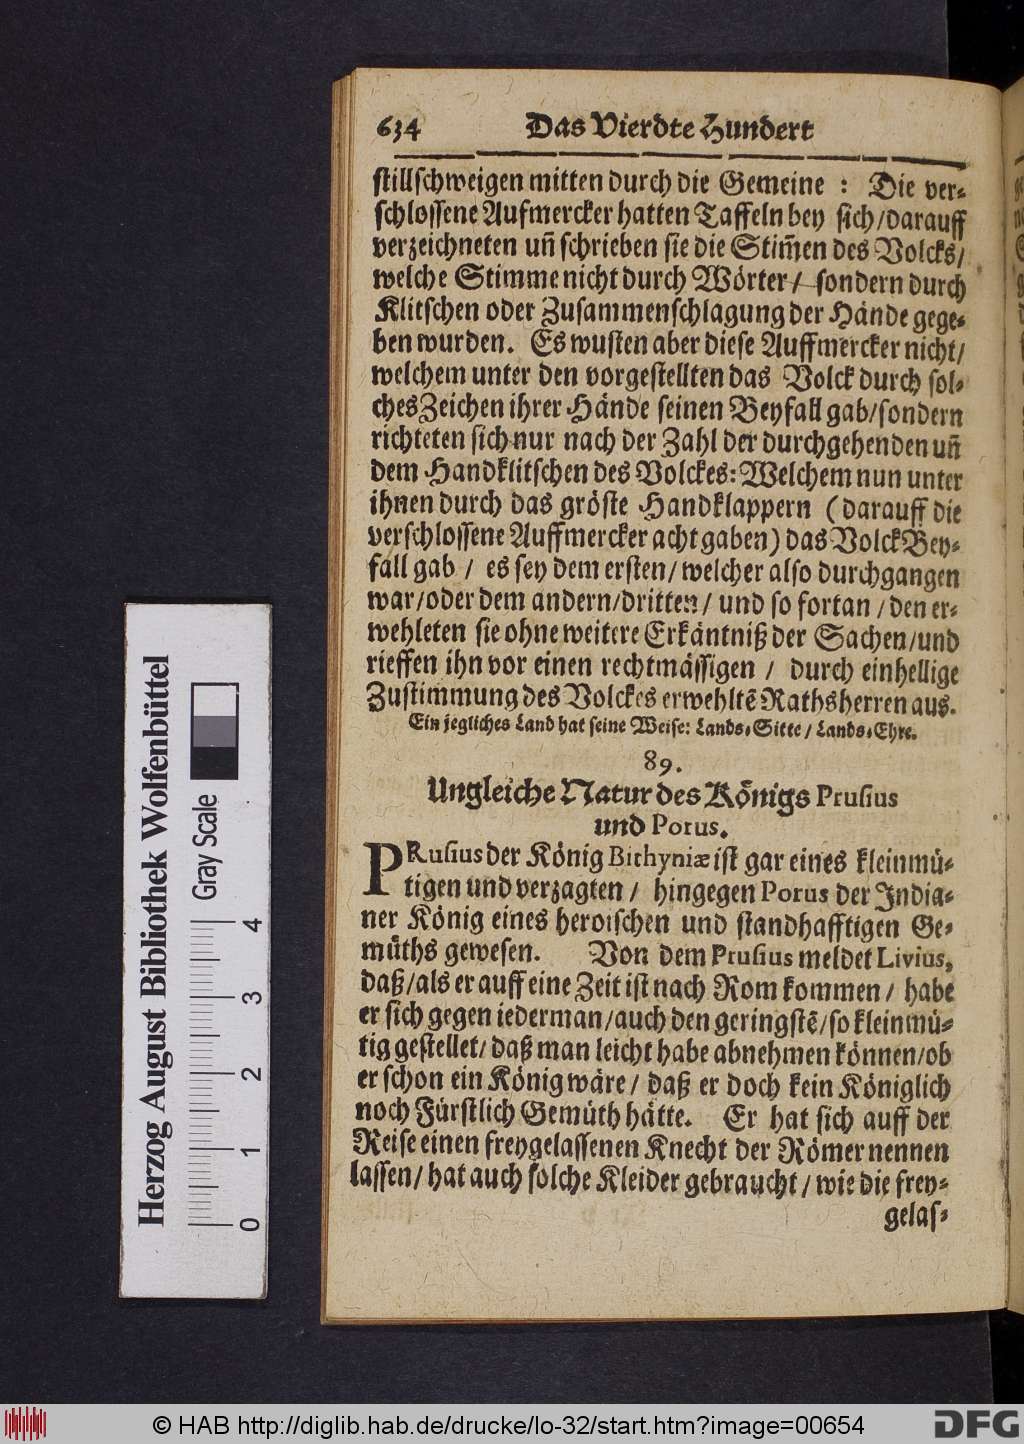 634 Das Vierdte Hundert
stillschweigen mitten durch die Gemeine : Die ver⸗
schlossene Aufmercker hatten Taffeln bey sich/darauff
verzeichneten uñ schrieben sie die Stim̃en des Volcks/
welche Stimme nicht durch Wörter/ sondern durch
Klitschen oder Zusammenschlagung der Hände gege⸗
ben wurden. Es wusten aber diese Auffmercker nicht/
welchem unter den vorgestellten das Volck durch sol⸗
ches Zeichen ihrer Hände seinen Beyfall gab/sondern
richteten sich nur nach der Zahl der durchgehenden uñ
dem Handklitschen des Volckes: Welchem nun unter
ihnen durch das gröste Handklappern (darauff die
verschlossene Auffmercker acht gaben) das Volck Bey⸗
fall gab / es sey dem ersten/ welcher also durchgangen
war/oder dem andern/dritten/ und so fortan / den er⸗
wehleten sie ohne weitere Erkäntniß der Sachen/und
rieffen ihn vor einen rechtmässigen / durch einhellige
Zustimmung des Volckes erwehltẽ Rathsherren aus.
Ein jegliches Land hat seine Weise: Lands⸗Sitte / Lands⸗Ehre.
89.
Ungleiche Natur des Königs Prusius
und Porus.
PRusius der König Bithyniæ ist gar eines kleinmü⸗
tigen und verzagten / hingegen Porus der India⸗
ner König eines heroischen und standhafftigen Ge⸗
müths gewesen. Von dem Prusius meldet Livius,
daß/als er auff eine Zeit ist nach Rom kommen/ habe
er sich gegen iederman/auch den geringstẽ/so kleinmü⸗
tig gestellet/ daß man leicht habe abnehmen können/ob
er schon ein König wäre/ daß er doch kein Königlich
noch Fürstlich Gemüth hätte. Er hat sich auff der
Reise einen freygelassenen Knecht der Römer nennen
lassen/ hat auch solche Kleider gebraucht / wie die frey⸗
gelas⸗
Herzog August Bibliothek Wolfenbüttel
Gray Scale
0 1 2 3 4
© HAB http://diglib.hab.de/drucke/lo-32/start.htm?image=00654
DFG